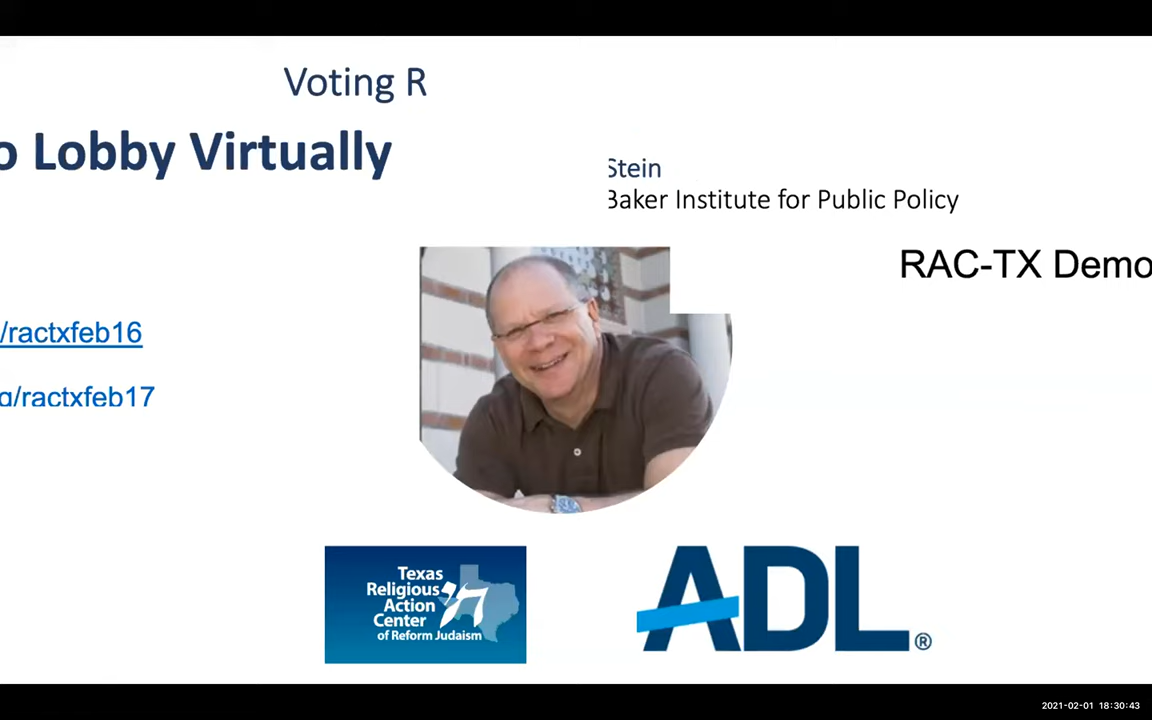 Voting R
o Lobby Virtually
Stein
Baker Institute for Public Policy
RAC-TX Demo
/ractxfeb16
g/ractxfeb17
Texas
Religious
Action
Center
of Reform Judaism
חי
ADL®
2021-02-01 18:30:43